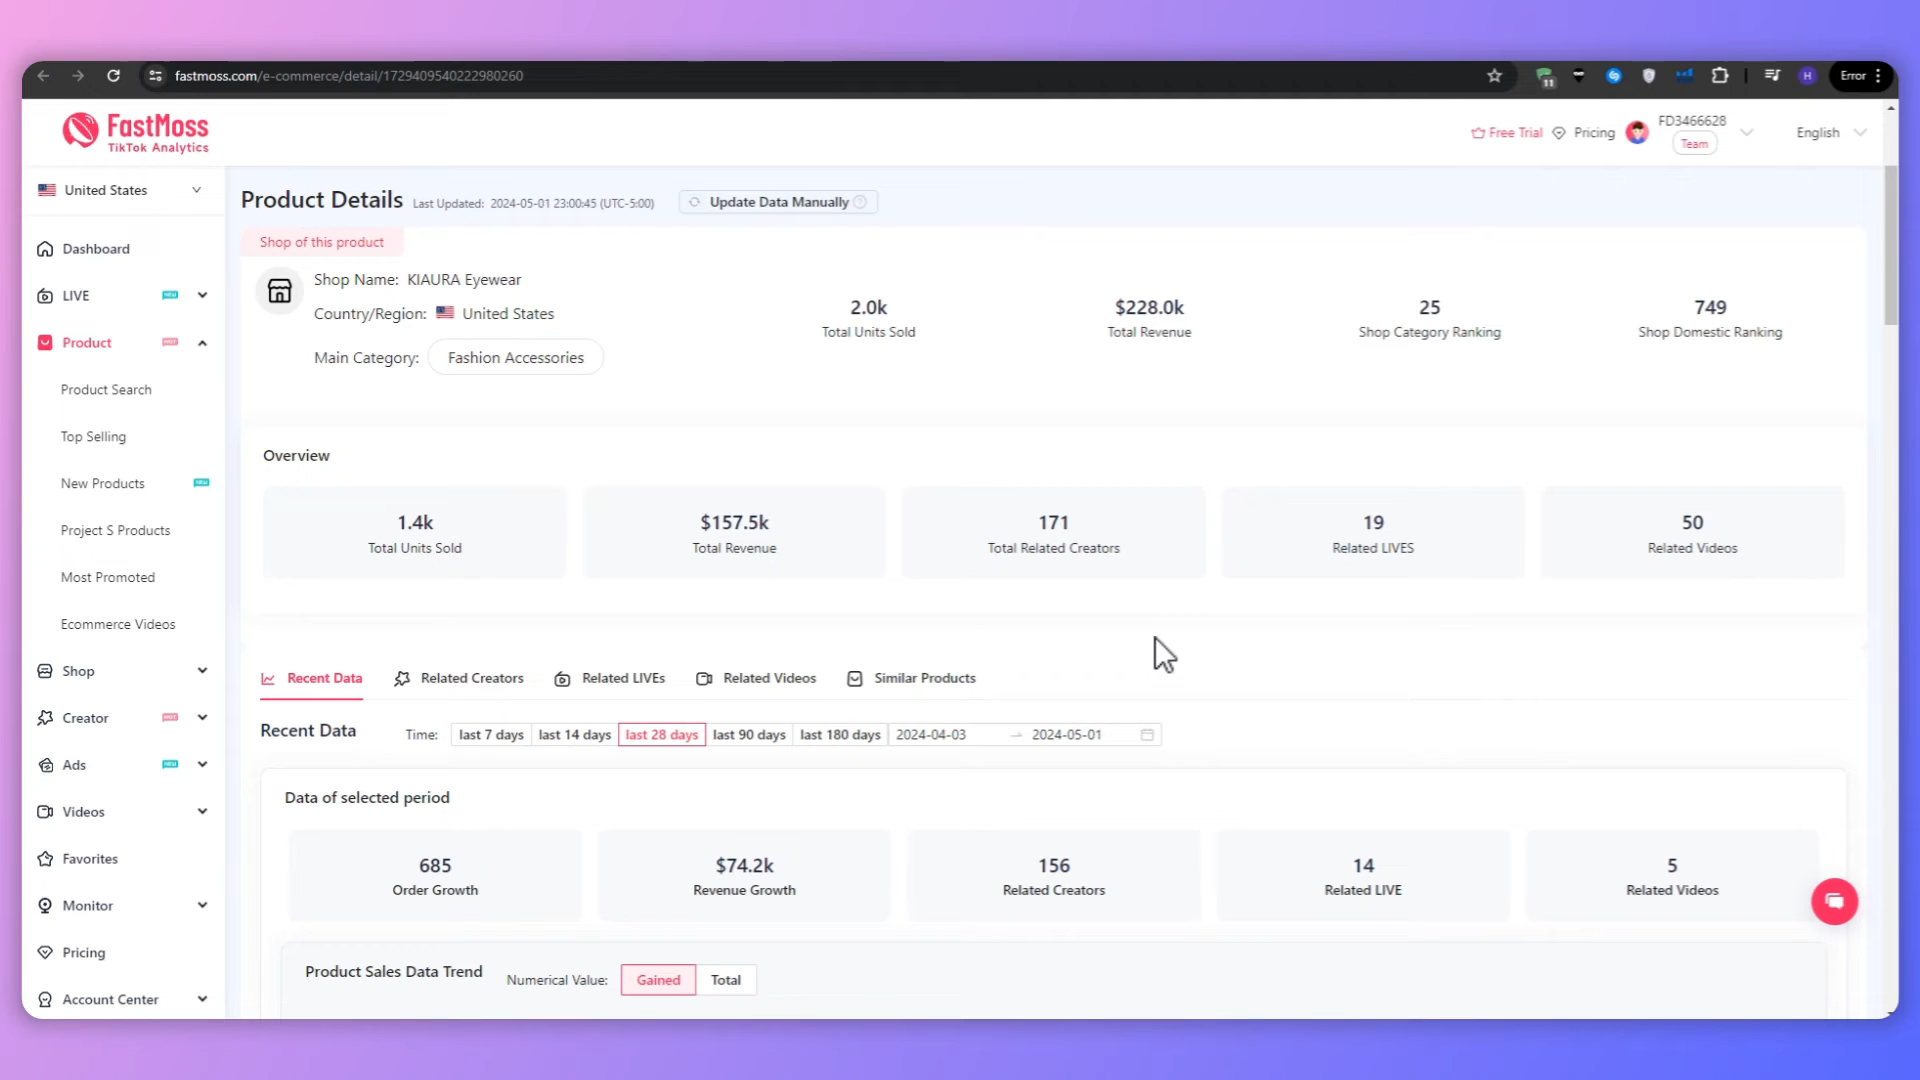 fastmoss.com/e-commerce/detail/1729409540222980260
11
H
Error
FastMoss
TikTok Analytics
Free Trial
Pricing
FD3466628
Team
English
United States
Dashboard
LIVE
NEW
Product
HOT
Product Search
Top Selling
New Products
NEW
Project S Products
Most Promoted
Ecommerce Videos
Shop
Creator
HOT
Ads
NEW
Videos
Favorites
Monitor
Pricing
Account Center
Product Details
Last Updated: 2024-05-01 23:00:45 (UTC-5:00)
Update Data Manually
Shop of this product
Shop Name: KIAURA Eyewear
Country/Region: United States
Main Category: Fashion Accessories
2.0k
Total Units Sold
$228.0k
Total Revenue
25
Shop Category Ranking
749
Shop Domestic Ranking
Overview
1.4k
Total Units Sold
$157.5k
Total Revenue
171
Total Related Creators
19
Related LIVES
50
Related Videos
Recent Data
Related Creators
Related LIVEs
Related Videos
Similar Products
Recent Data
Time: last 7 days last 14 days last 28 days last 90 days last 180 days 2024-04-03 → 2024-05-01
Data of selected period
685
Order Growth
$74.2k
Revenue Growth
156
Related Creators
14
Related LIVE
5
Related Videos
Product Sales Data Trend
Numerical Value: Gained Total